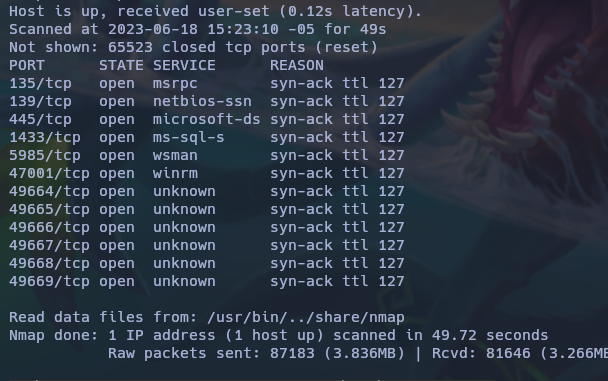 Host is up, received user-set (0.12s latency).
Scanned at 2023-06-18 15:23:10 -05 for 49s
Not shown: 65523 closed tcp ports (reset)
PORT      STATE SERVICE      REASON
135/tcp   open  msrpc        syn-ack ttl 127
139/tcp   open  netbios-ssn  syn-ack ttl 127
445/tcp   open  microsoft-ds syn-ack ttl 127
1433/tcp  open  ms-sql-s     syn-ack ttl 127
5985/tcp  open  wsman        syn-ack ttl 127
47001/tcp open  winrm        syn-ack ttl 127
49664/tcp open  unknown      syn-ack ttl 127
49665/tcp open  unknown      syn-ack ttl 127
49666/tcp open  unknown      syn-ack ttl 127
49667/tcp open  unknown      syn-ack ttl 127
49668/tcp open  unknown      syn-ack ttl 127
49669/tcp open  unknown      syn-ack ttl 127
Read data files from: /usr/bin/../share/nmap
Nmap done: 1 IP address (1 host up) scanned in 49.72 seconds
Raw packets sent: 87183 (3.836MB) | Rcvd: 81646 (3.266M